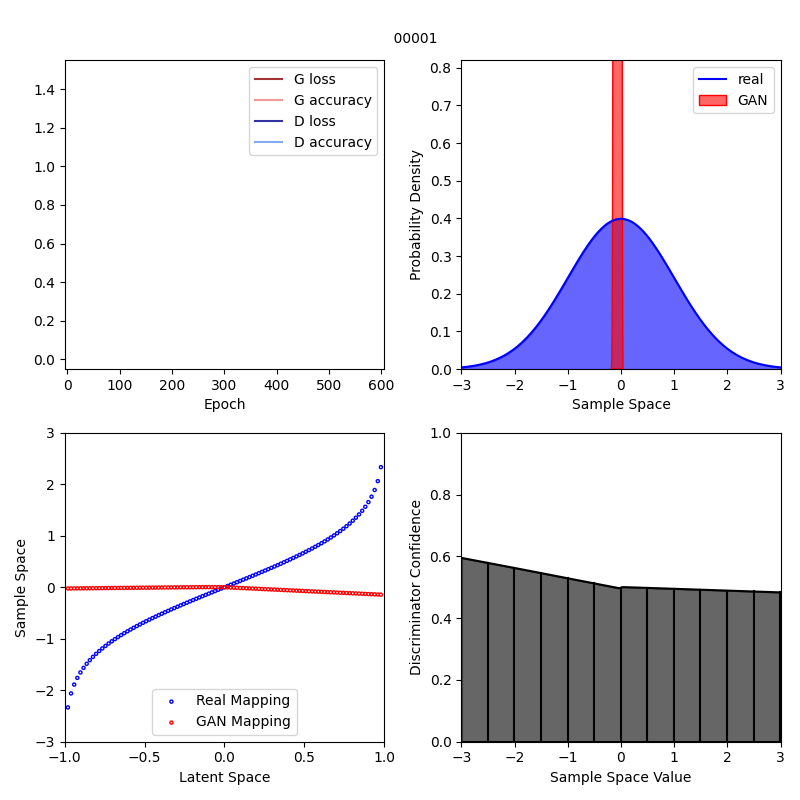 00001
G loss
G accuracy
D loss
D accuracy
1.4
1.2
1.0
0.8
0.6
0.4
0.2
0.0
0 100 200 300 400 500 600
Epoch
real
GAN
Probability Density
0.8
0.7
0.6
0.5
0.4
0.3
0.2
0.1
0.0
−3 −2 −1 0 1 2 3
Sample Space
Sample Space
3
2
1
0
−1
−2
−3
Real Mapping
GAN Mapping
−1.0 −0.5 0.0 0.5 1.0
Latent Space
Discriminator Confidence
1.0
0.8
0.6
0.4
0.2
0.0
−3 −2 −1 0 1 2 3
Sample Space Value